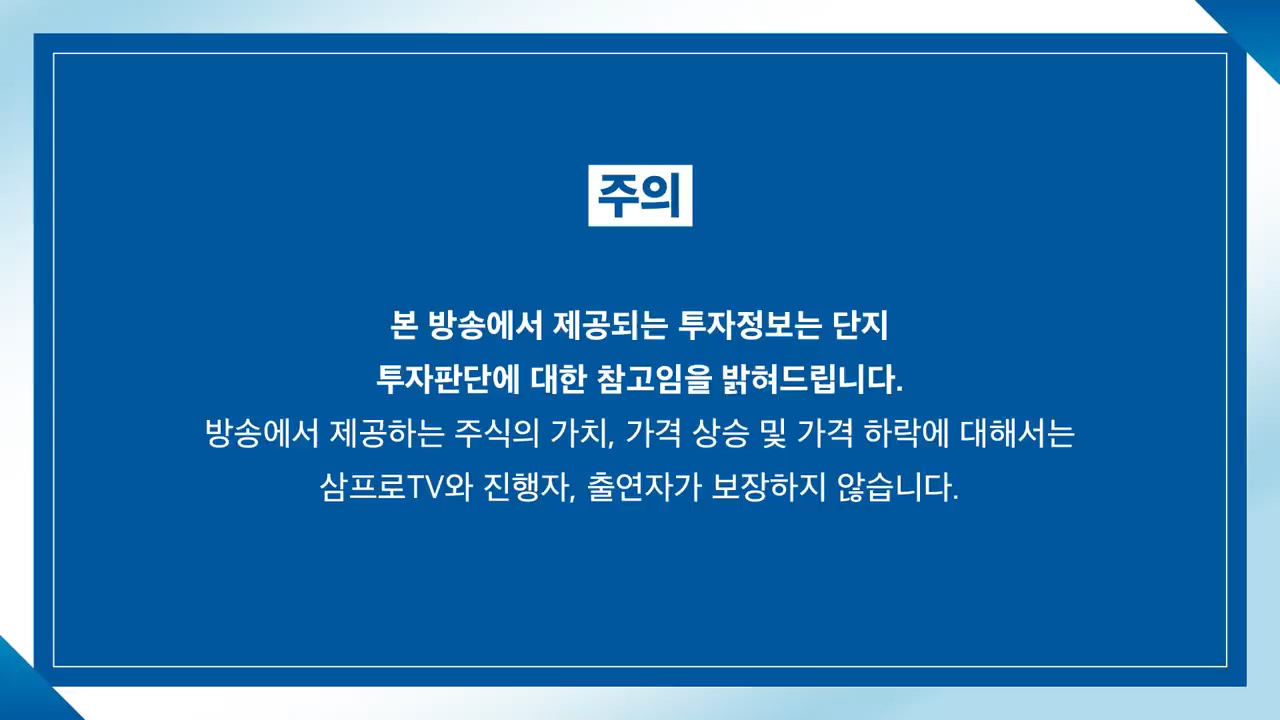 주의
본 방송에서 제공되는 투자정보는 단지
투자판단에 대한 참고임을 밝혀드립니다.
방송에서 제공하는 주식의 가치, 가격 상승 및 가격 하락에 대해서는
삼프로TV와 진행자, 출연자가 보장하지 않습니다.